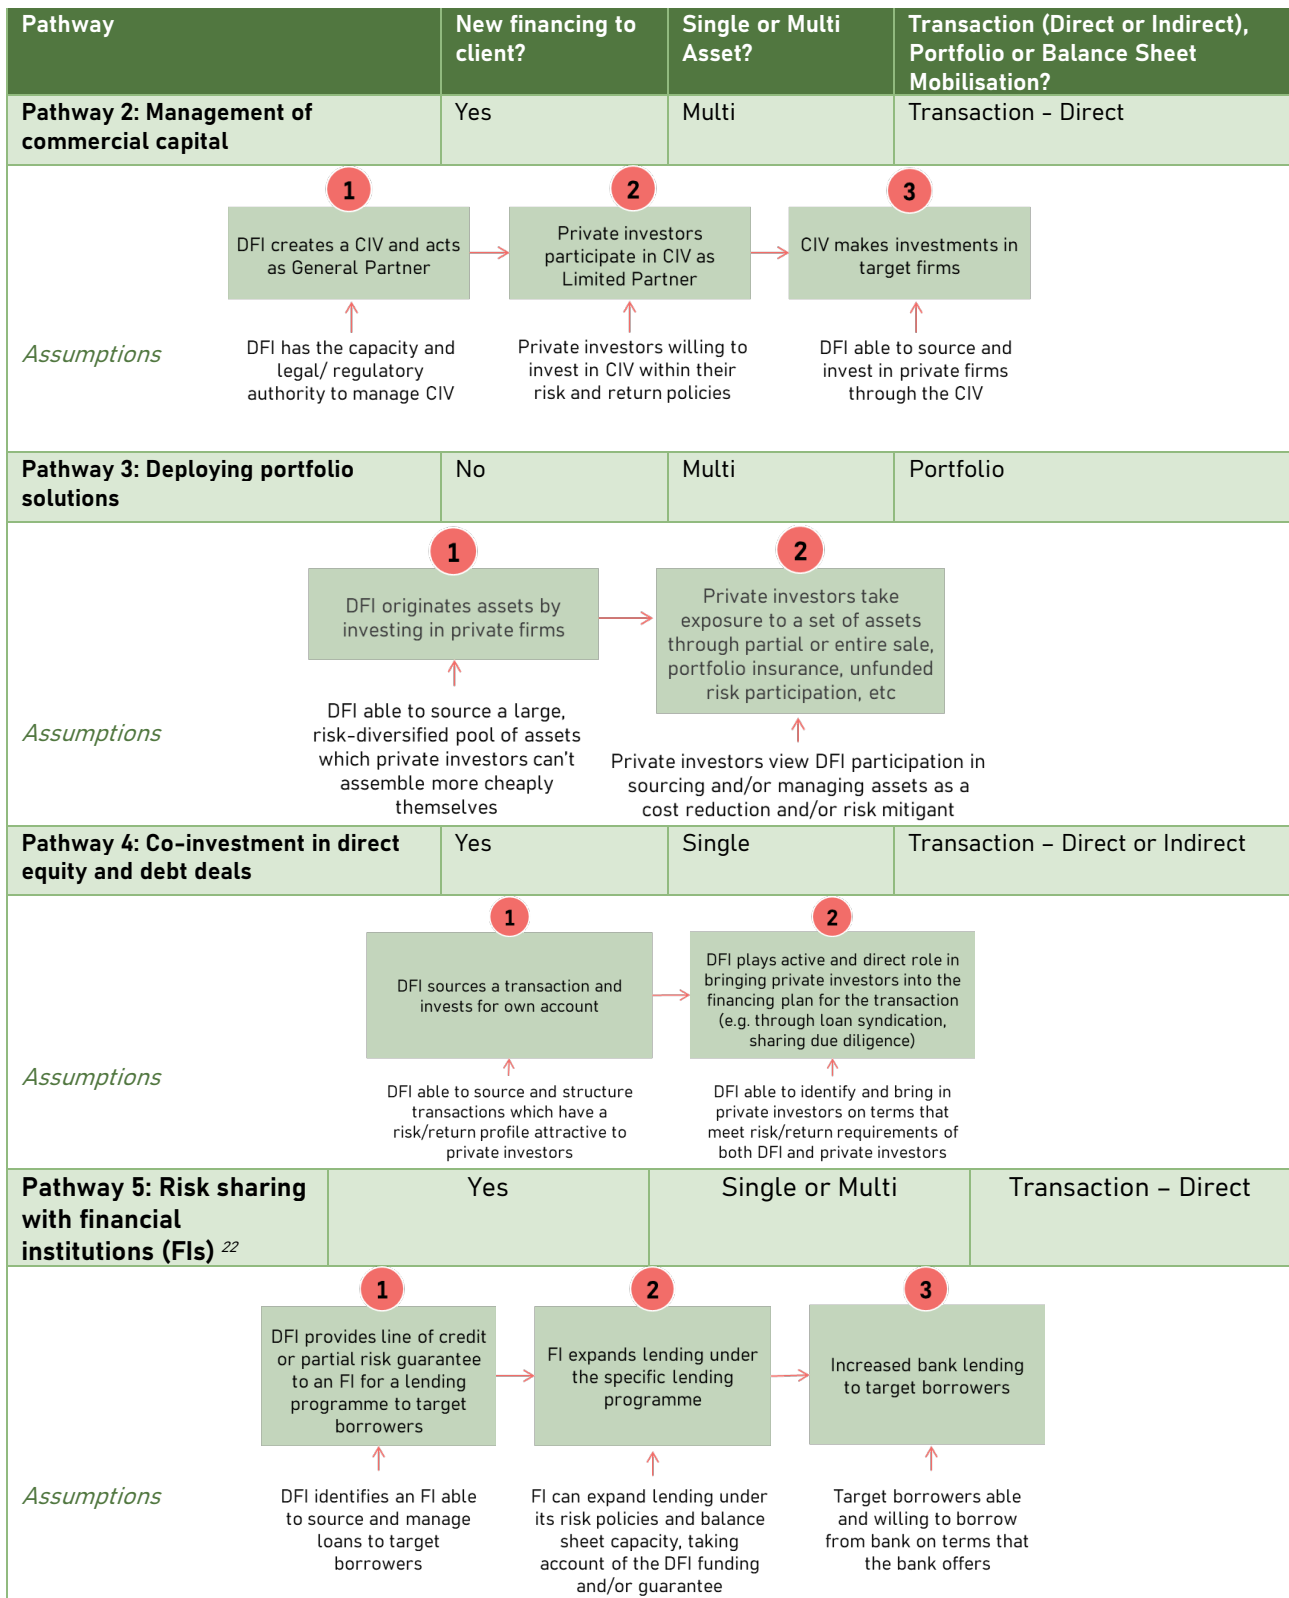 Pathway
New financing to
client?
Single or Multi
Asset?
Transaction (Direct or Indirect),
Portfolio or Balance Sheet
Mobilisation?
Pathway 2: Management of
commercial capital
Yes
Multi
Transaction - Direct
1
2
3
DFI creates a CIV and acts
as General Partner
Private investors
participate in CIV as
Limited Partner
CIV makes investments in
target firms
Assumptions
DFI has the capacity and
legal/ regulatory
authority to manage CIV
Private investors willing to
invest in CIV within their
risk and return policies
DFI able to source and
invest in private firms
through the CIV
Pathway 3: Deploying portfolio
solutions
No
Multi
Portfolio
1
2
DFI originates assets by
investing in private firms
Private investors take
exposure to a set of assets
through partial or entire sale,
portfolio insurance, unfunded
risk participation, etc
Assumptions
DFI able to source a large,
risk-diversified pool of assets
which private investors can't
assemble more cheaply
themselves
Private investors view DFI participation in
sourcing and/or managing assets as a
cost reduction and/or risk mitigant
Pathway 4: Co-investment in direct
equity and debt deals
Yes
Single
Transaction – Direct or Indirect
1
2
DFI sources a transaction and
invests for own account
DFI plays active and direct role in
bringing private investors into the
financing plan for the transaction
(e.g. through loan syndication,
sharing due diligence)
Assumptions
DFI able to source and structure
transactions which have a
risk/return profile attractive to
private investors
DFI able to identify and bring in
private investors on terms that
meet risk/return requirements of
both DFI and private investors
Pathway 5: Risk sharing
with financial
institutions (FIs) 22
Yes
Single or Multi
Transaction – Direct
1
2
3
DFI provides line of credit
or partial risk guarantee
to an FI for a lending
programme to target
borrowers
FI expands lending under
the specific lending
programme
Increased bank lending
to target borrowers
Assumptions
DFI identifies an FI able
to source and manage
loans to target
borrowers
FI can expand lending under
its risk policies and balance
sheet capacity, taking
account of the DFI funding
and/or guarantee
Target borrowers able
and willing to borrow
from bank on terms that
the bank offers